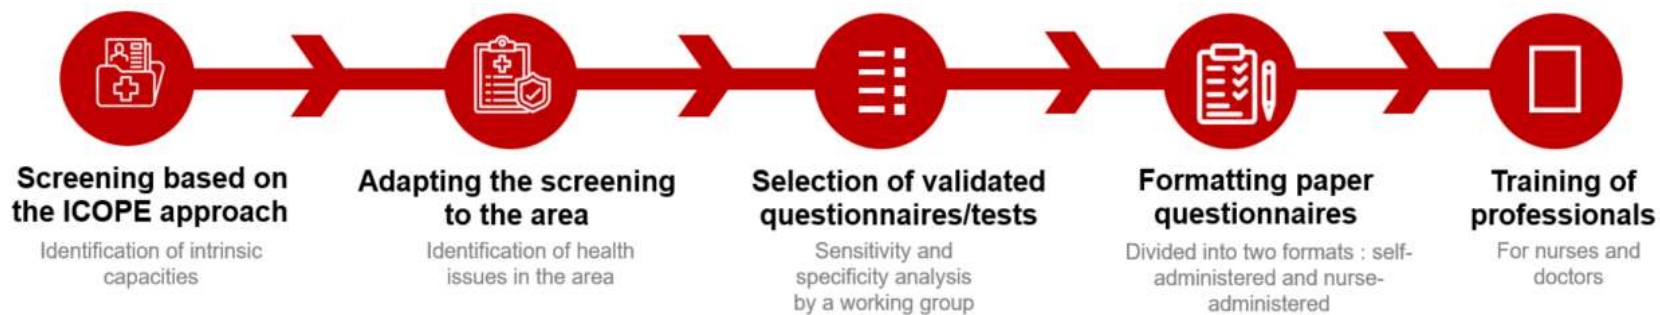 Screening based on
the ICOPE approach
Identification of intrinsic
capacities
Adapting the screening
to the area
Identification of health
issues in the area
Selection of validated
questionnaires/tests
Sensitivity and
specificity analysis
by a working group
Formatting paper
questionnaires
Divided into two formats : self-
administered and nurse-
administered
Training of
professionals
For nurses and
doctors